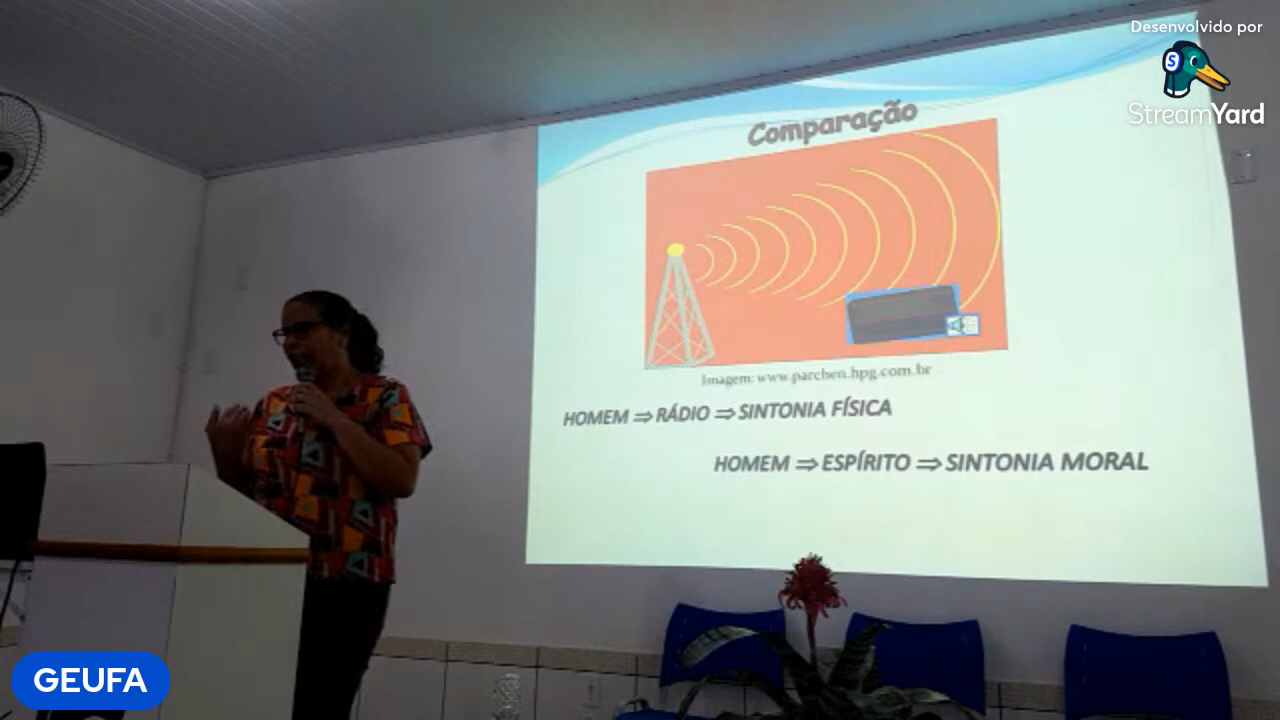 Desenvolvido por
StreamYard
Comparação
Imagem: www.parchen.hpg.com.br
HOMEM ⇒ RÁDIO ⇒ SINTONIA FÍSICA
HOMEM ⇒ ESPÍRITO ⇒ SINTONIA MORAL
GEUFA